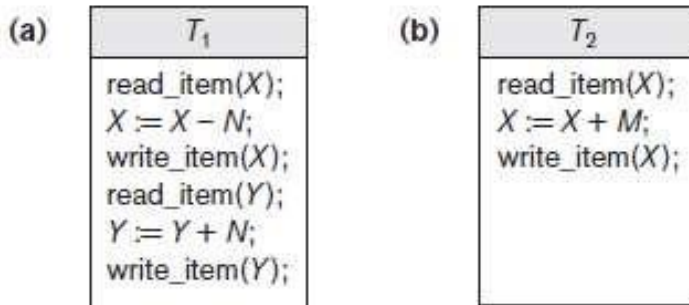 (a)
T₁
read_item(X);
X := X – N;
write_item(X);
read_item(Y);
Y := Y + N;
write_item(Y);
(b)
T₂
read_item(X);
X := X + M;
write_item(X);